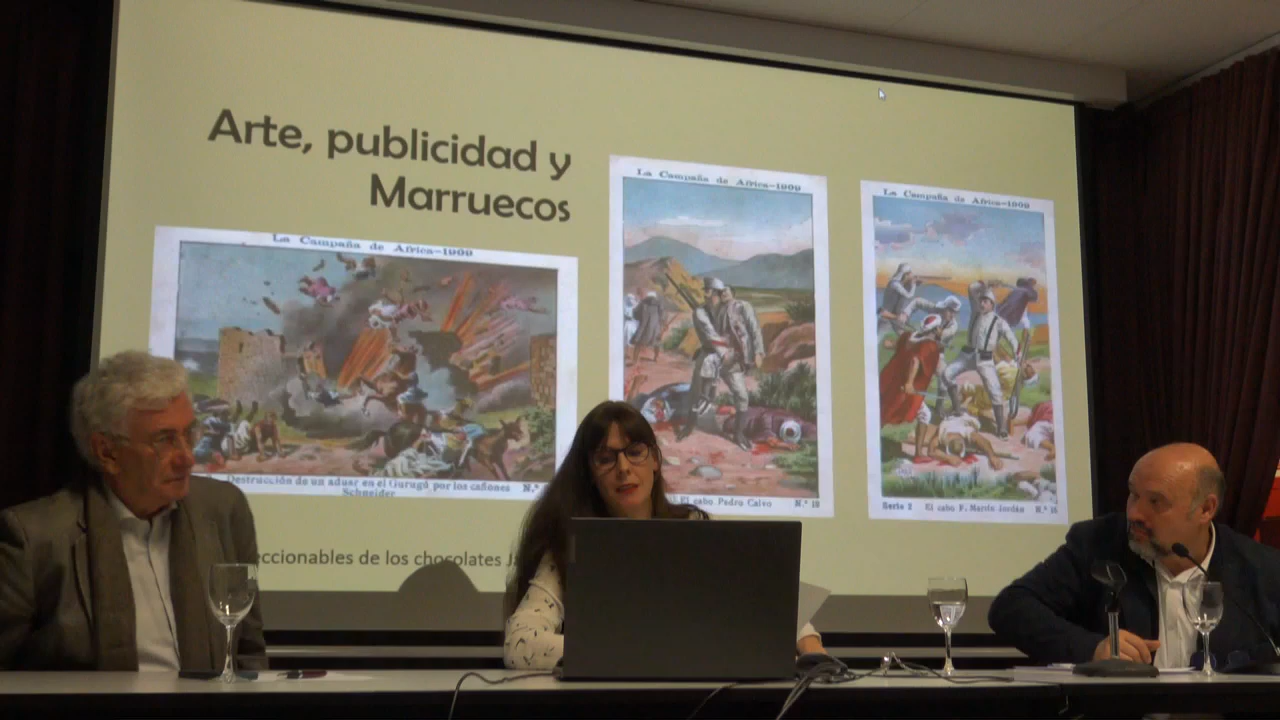 Arte, publicidad y
Marruecos
La Campaña de Africa-1909
Destrucción de un aduar en el Gurugú por los cañones
Schneider
N.º
La Campaña de Africa-1909
El cabo Pedro Calvo N.º 18
La Campaña de Africa-1909
Serie 2 El cabo F. Martín Jordán N.º 15
eccionables de los chocolates